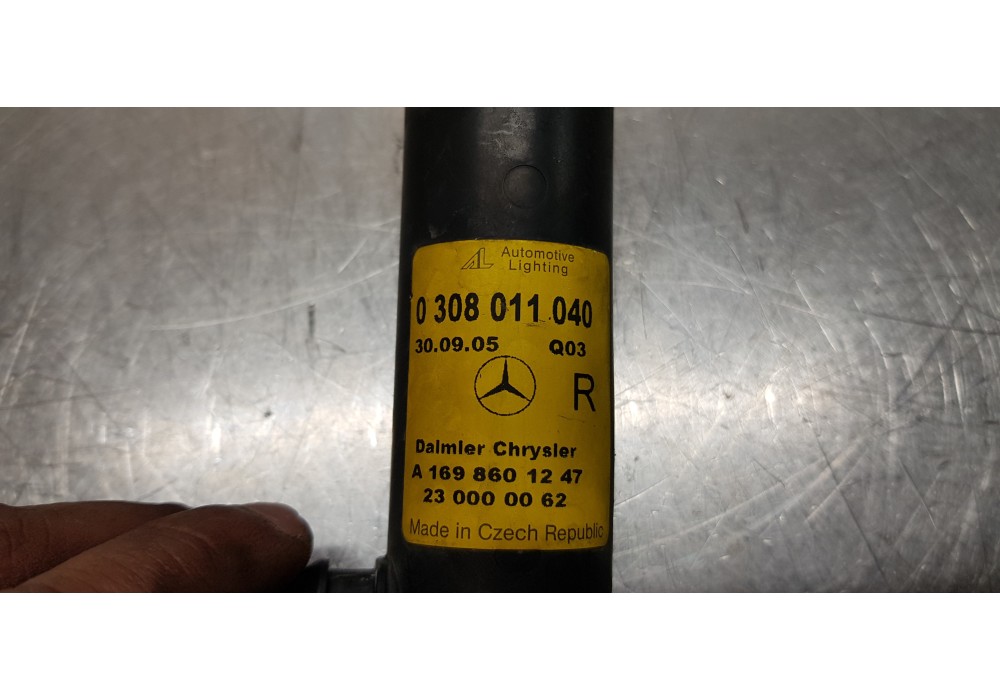 AL Automotive
Lighting
0 308 011 040
30.09.05 Q03
R
Daimler Chrysler
A 169 860 12 47
23 000 00 62
Made in Czech Republic